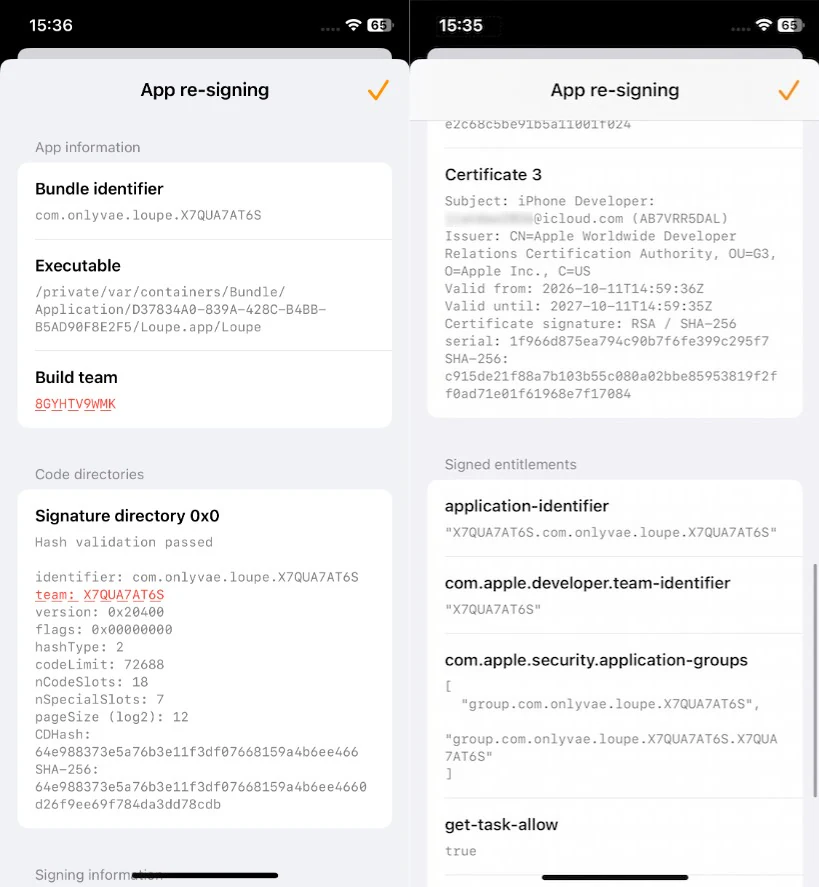 15:36
65
App re-signing
App information
Bundle identifier
com.onlyvae.loupe.X7QUA7AT6S
Executable
/private/var/containers/Bundle/
Application/D37834A0-839A-428C-B4BB-
B5AD90F8E2F5/Loupe.app/Loupe
Build team
8GYHTV9WMK
Code directories
Signature directory 0x0
Hash validation passed
identifier: com.onlyvae.loupe.X7QUA7AT6S
team: X7QUA7AT6S
version: 0x20400
flags: 0x00000000
hashType: 2
codeLimit: 72688
nCodeSlots: 18
nSpecialSlots: 7
pageSize (log2): 12
CDHash:
64e988373e5a76b3e11f3df07668159a4b6ee466
SHA-256:
64e988373e5a76b3e11f3df07668159a4b6ee4660
d26f9ee69f784da3dd78cdb
Signing information
15:35
65
App re-signing
e2c68c5be91b5a11001f024
Certificate 3
Subject: iPhone Developer:
@icloud.com (AB7VRR5DAL)
Issuer: CN=Apple Worldwide Developer
Relations Certification Authority, OU=G3,
O=Apple Inc., C=US
Valid from: 2026-10-11T14:59:36Z
Valid until: 2027-10-11T14:59:35Z
Certificate signature: RSA / SHA-256
serial: 1f966d875ea794c90b7f6fe399c295f7
SHA-256:
c915de21f88a7b103b55c080a02bbe85953819f2f
f0ad71e01f61968e7f17084
Signed entitlements
application-identifier
"X7QUA7AT6S.com.onlyvae.loupe.X7QUA7AT6S"
com.apple.developer.team-identifier
"X7QUA7AT6S"
com.apple.security.application-groups
[
"group.com.onlyvae.loupe.X7QUA7AT6S",
"group.com.onlyvae.loupe.X7QUA7AT6S.X7QUA
7AT6S"
]
get-task-allow
true